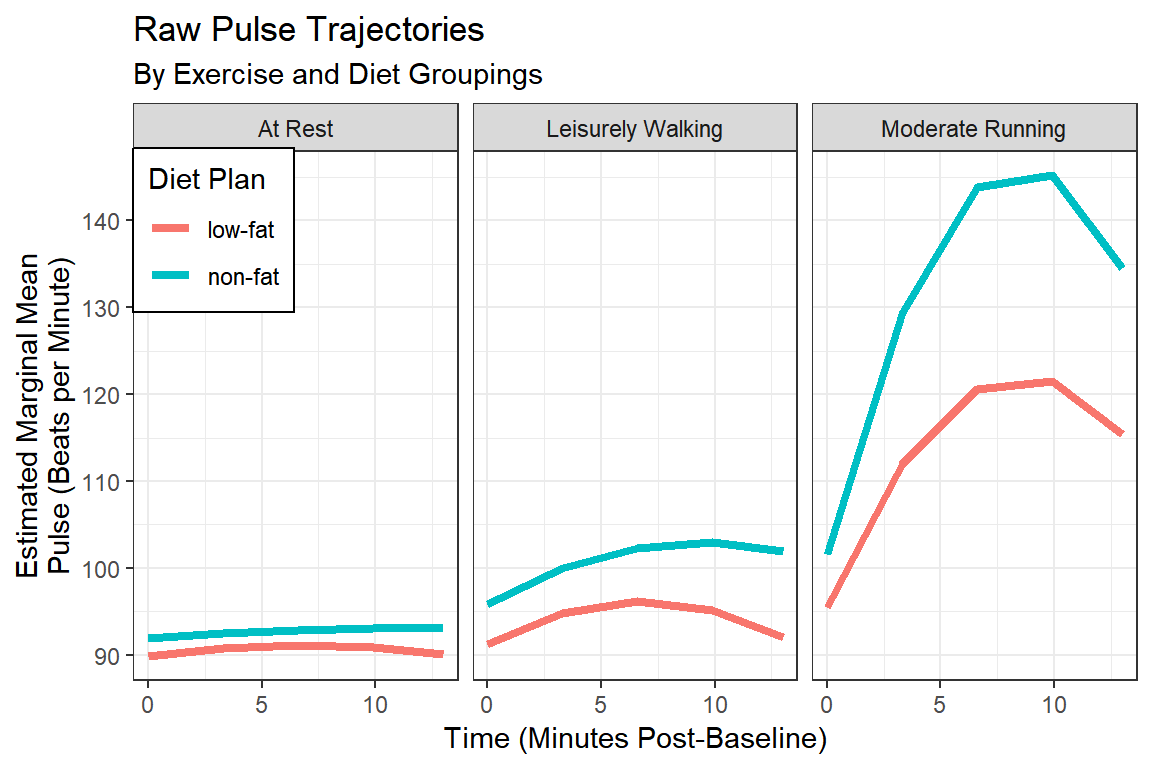 Raw Pulse Trajectories
By Exercise and Diet Groupings
At Rest
Leisurely Walking
Moderate Running
Diet Plan
low-fat
non-fat
Estimated Marginal Mean
Pulse (Beats per Minute)
140
130
120
110
100
90
0 5 10
0 5 10
0 5 10
Time (Minutes Post-Baseline)